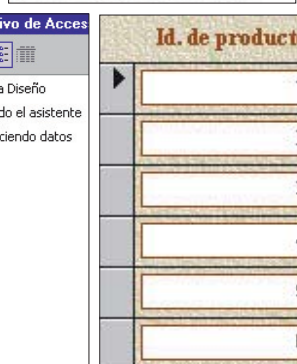 ivo de Acces
a Diseño
do el asistente
ciendo datos
Id. de product